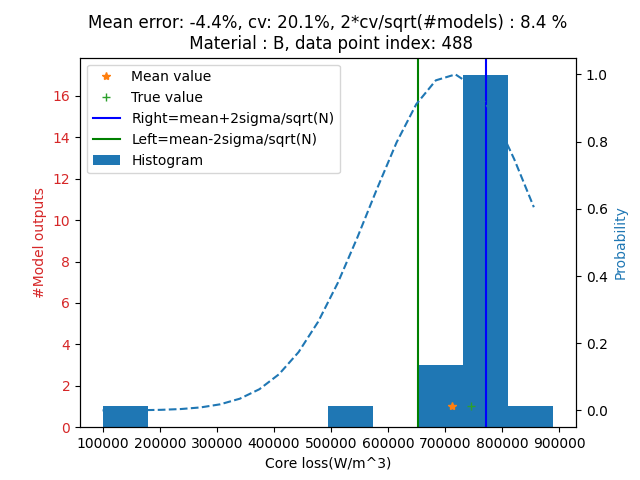 Mean error: -4.4%, cv: 20.1%, 2*cv/sqrt(#models) : 8.4 %
Material : B, data point index: 488
Mean value
True value
Right=mean+2sigma/sqrt(N)
Left=mean-2sigma/sqrt(N)
Histogram
16
14
12
10
8
6
4
2
0
#Model outputs
1.0
0.8
0.6
0.4
0.2
0.0
Probability
100000 200000 300000 400000 500000 600000 700000 800000 900000
Core loss(W/m^3)